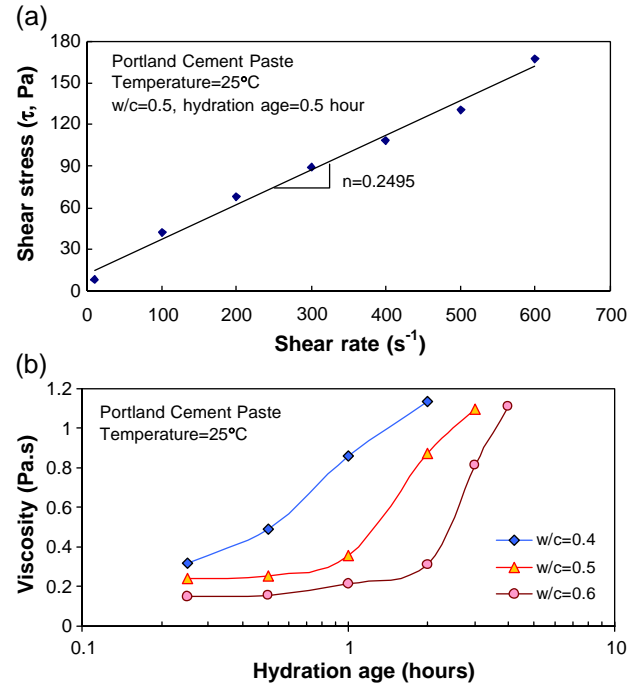 (a)
180
150
120
90
60
30
0
Shear stress (τ, Pa)
Portland Cement Paste
Temperature=25°C
w/c=0.5, hydration age=0.5 hour
n=0.2495
0 100 200 300 400 500 600 700
Shear rate (s⁻¹)
(b)
1.2
1
0.8
0.6
0.4
0.2
0
Viscosity (Pa.s)
Portland Cement Paste
Temperature=25°C
w/c=0.4
w/c=0.5
w/c=0.6
0.1 1 10
Hydration age (hours)